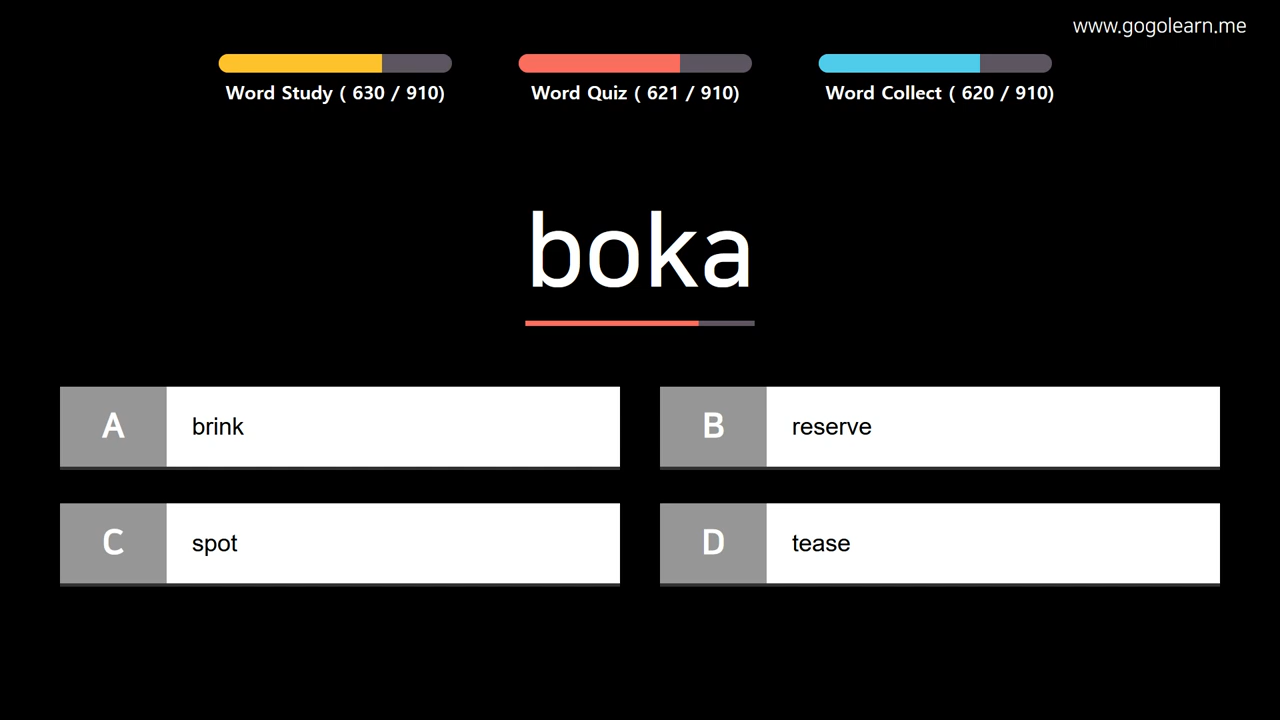 www.gogolearn.me
Word Study ( 630 / 910)
Word Quiz ( 621 / 910)
Word Collect ( 620 / 910)
boka
A brink
B reserve
C spot
D tease